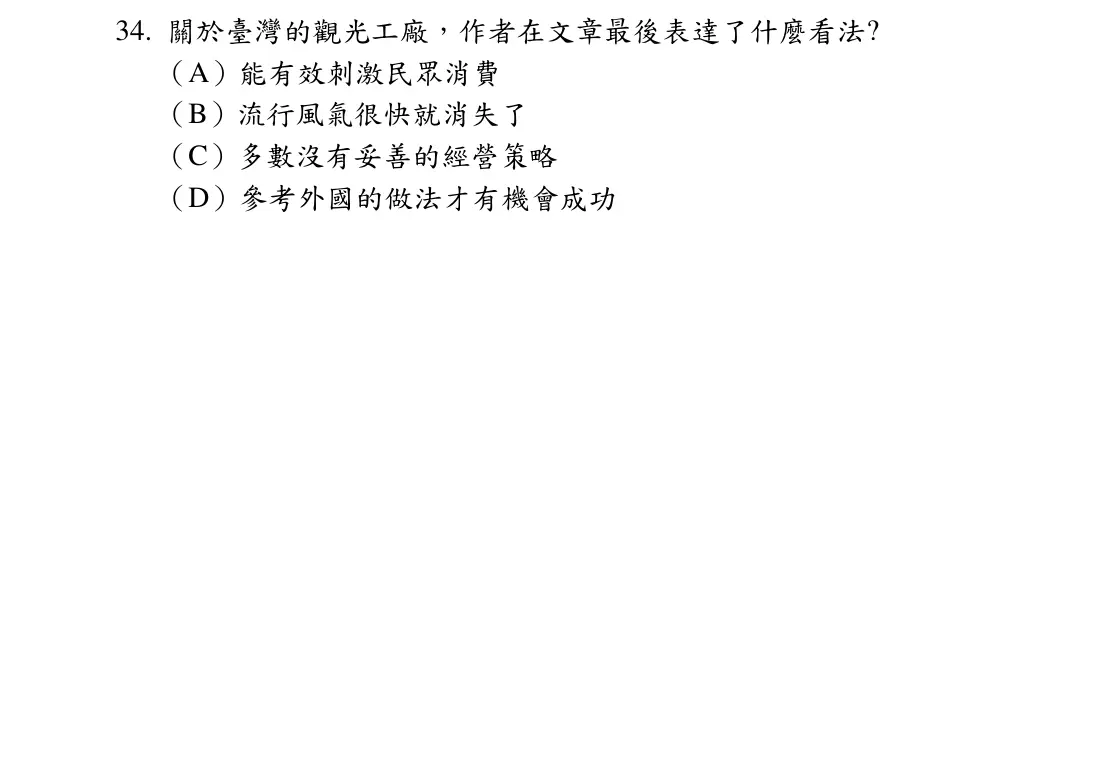 34. 關於臺灣的觀光工廠，作者在文章最後表達了什麼看法?
（A）能有效刺激民眾消費
（B）流行風氣很快就消失了
（C）多數沒有妥善的經營策略
（D）參考外國的做法才有機會成功